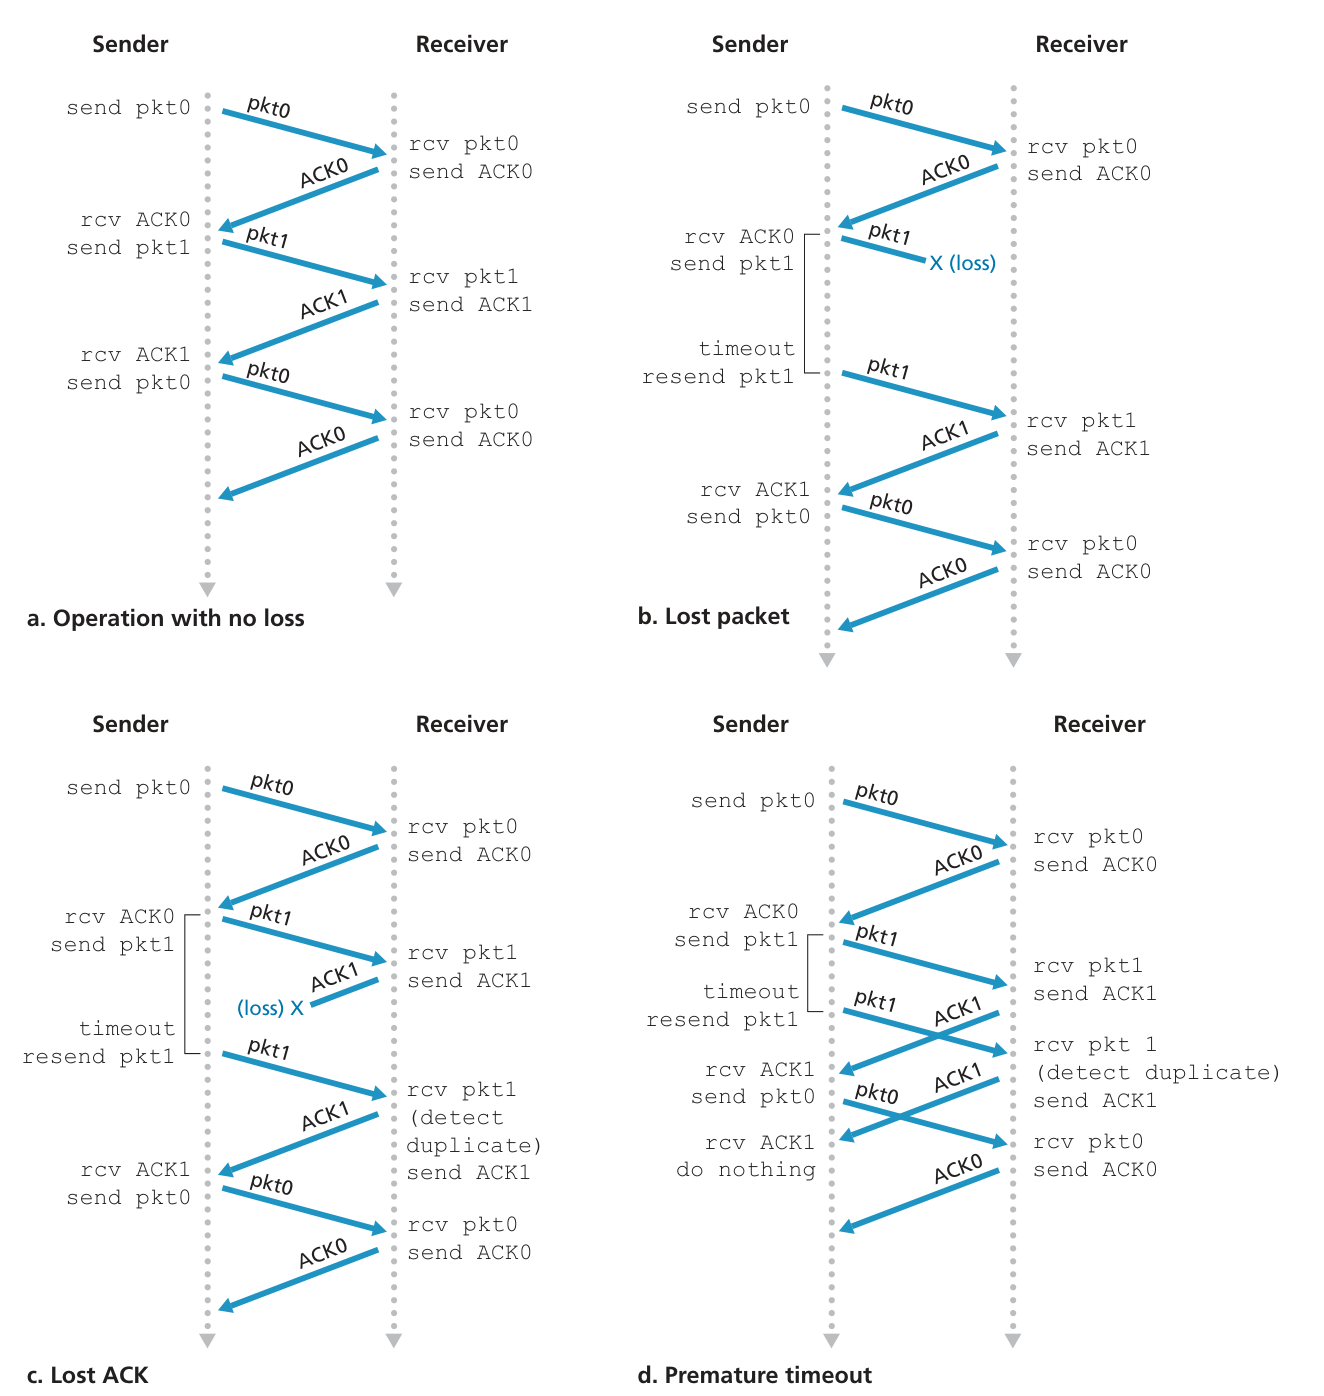 Sender
Receiver
send pkt0
pkt0
rcv pkt0
send ACK0
ACK0
rcv ACK0
send pkt1
pkt1
rcv pkt1
send ACK1
ACK1
rcv ACK1
send pkt0
pkt0
rcv pkt0
send ACK0
ACK0
a. Operation with no loss
Sender
Receiver
send pkt0
pkt0
rcv pkt0
send ACK0
ACK0
rcv ACK0
send pkt1
pkt1
X (loss)
timeout
resend pkt1
pkt1
rcv pkt1
send ACK1
ACK1
rcv ACK1
send pkt0
pkt0
rcv pkt0
send ACK0
ACK0
b. Lost packet
Sender
Receiver
send pkt0
pkt0
rcv pkt0
send ACK0
ACK0
rcv ACK0
send pkt1
pkt1
rcv pkt1
send ACK1
ACK1
(loss) X
timeout
resend pkt1
pkt1
rcv pkt1
(detect
duplicate)
send ACK1
ACK1
rcv ACK1
send pkt0
pkt0
rcv pkt0
send ACK0
ACK0
c. Lost ACK
Sender
Receiver
send pkt0
pkt0
rcv pkt0
send ACK0
ACK0
rcv ACK0
send pkt1
pkt1
rcv pkt1
send ACK1
timeout
resend pkt1
pkt1
ACK1
rcv pkt 1
(detect duplicate)
send ACK1
rcv ACK1
send pkt0
ACK1
pkt0
rcv ACK1
do nothing
rcv pkt0
send ACK0
ACK0
d. Premature timeout